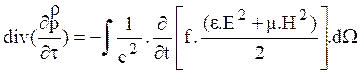 div(∂ρ⃗/∂τ) = −∫ 1/c² . ∂/∂t [ f. (ε.E² + μ.H²)/2 ] .dΩ